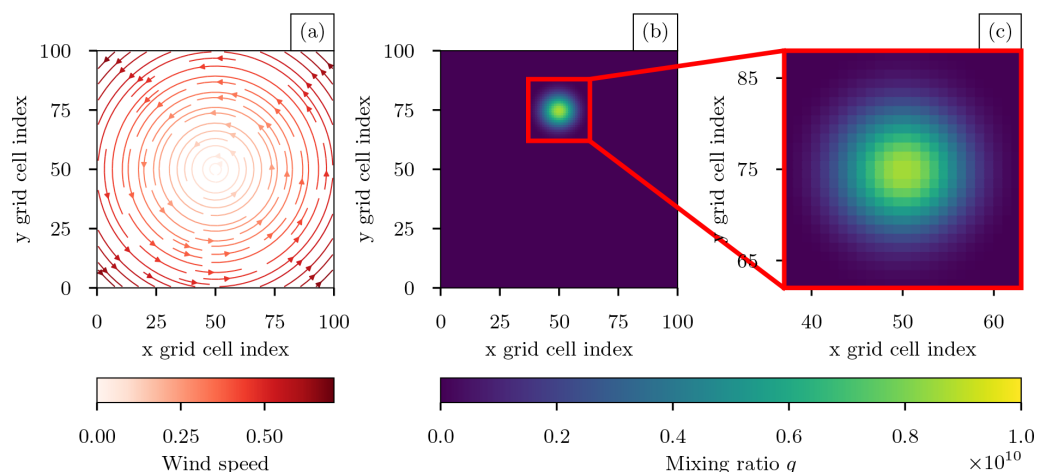 (a)
(b)
(c)
100
75
50
25
0
y grid cell index
0 25 50 75 100
x grid cell index
0.00 0.25 0.50
Wind speed
100
75
50
25
0
y grid cell index
0 25 50 75 100
x grid cell index
85
75
65
y grid cell index
40 50 60
x grid cell index
0.0 0.2 0.4 0.6 0.8 1.0
Mixing ratio q
×10¹⁰